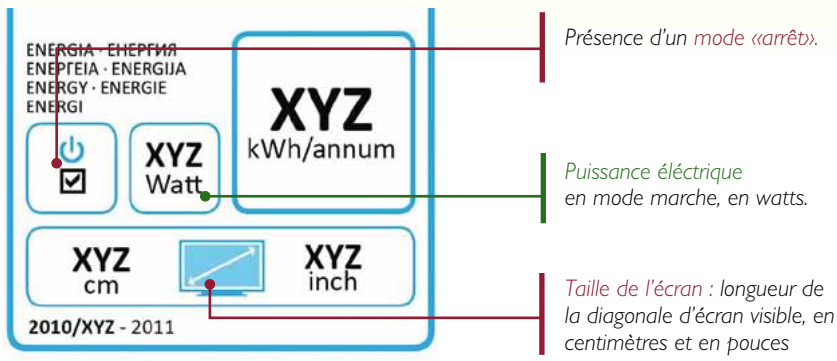 ENERGIA · ЕНЕРГИЯ
ΕΝΕΡΓΕΙΑ · ENERGIJA
ENERGY · ENERGIE
ENERGI
XYZ
Watt
XYZ
kWh/annum
XYZ
cm
XYZ
inch
2010/XYZ - 2011
Présence d’un mode «arrêt».
Puissance éléctrique
en mode marche, en watts.
Taille de l’écran : longueur de
la diagonale d’écran visible, en
centimètres et en pouces